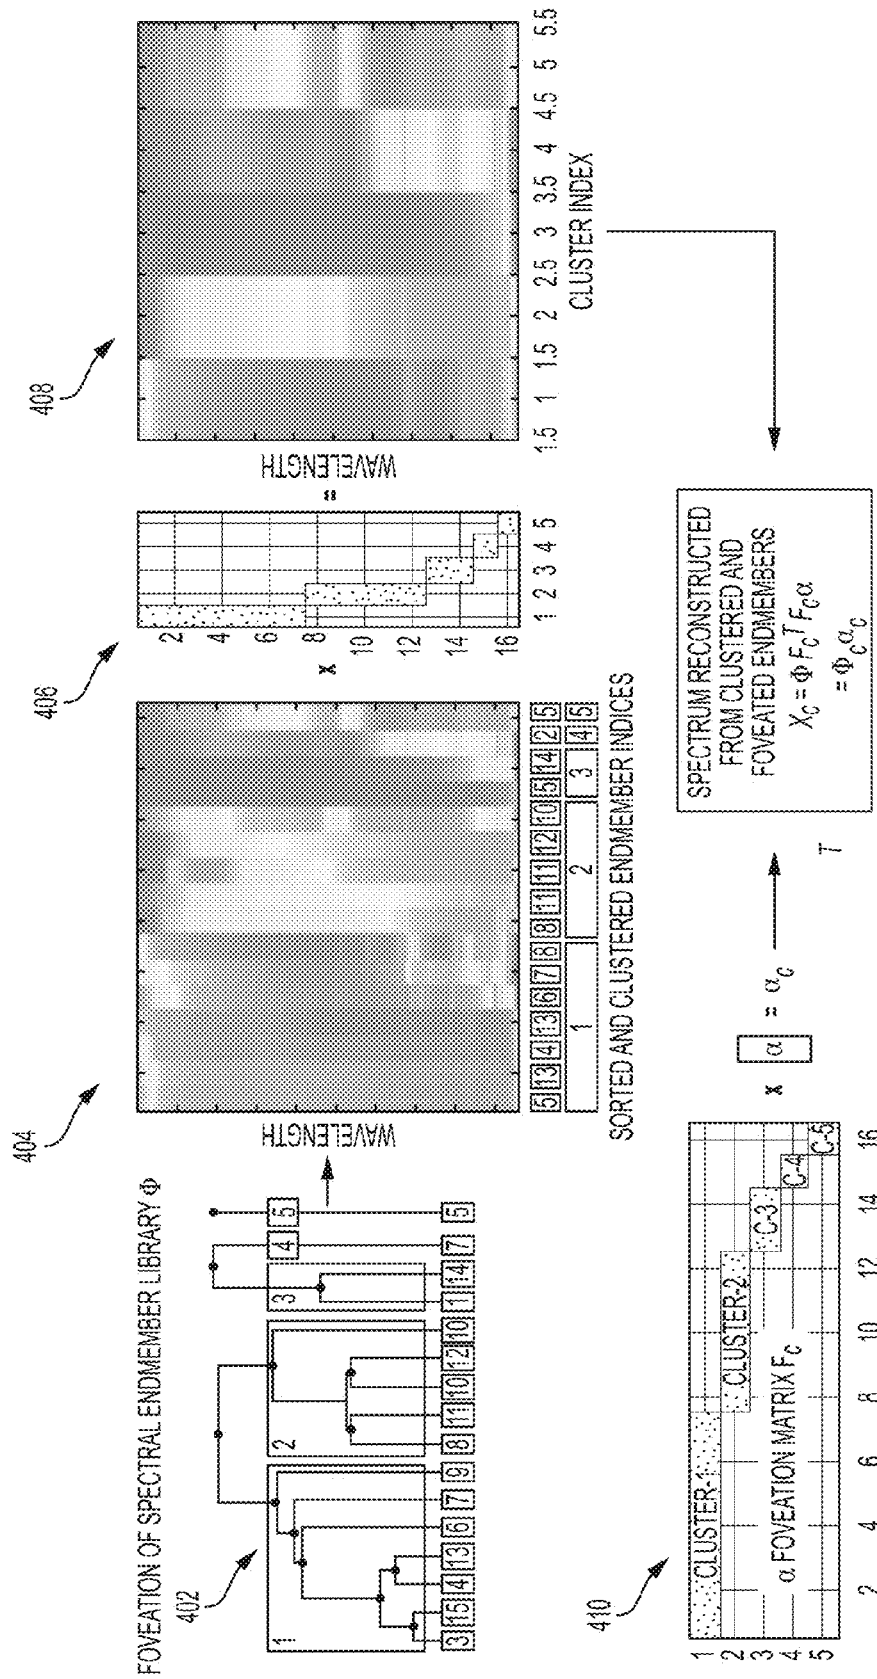 FOVEATION OF SPECTRAL ENDMEMBER LIBRARY Φ
402
1 2 3 4 5
3 15 4 13 6 7 9 8 11 10 12 10 1 14 7 5
404
WAVELENGTH
5 13 4 13 6 7 8 8 11 11 12 10 5 14 2 5
1 2 3 4 5
SORTED AND CLUSTERED ENDMEMBER INDICES
406
x
2 4 6 8 10 12 14 16
1 2 3 4 5
=
408
WAVELENGTH
1.5 1 1.5 2 2.5 3 3.5 4 4.5 5 5.5
CLUSTER INDEX
410
1
2
3
4
5
CLUSTER-1
CLUSTER-2
C-3
C-4
C-5
α FOVEATION MATRIX F_C
2 4 6 8 10 12 14 16
x α = α_C
T
SPECTRUM RECONSTRUCTED
FROM CLUSTERED AND
FOVEATED ENDMEMBERS
X_C = Φ F_C^T F_C α
= Φ_C α_C